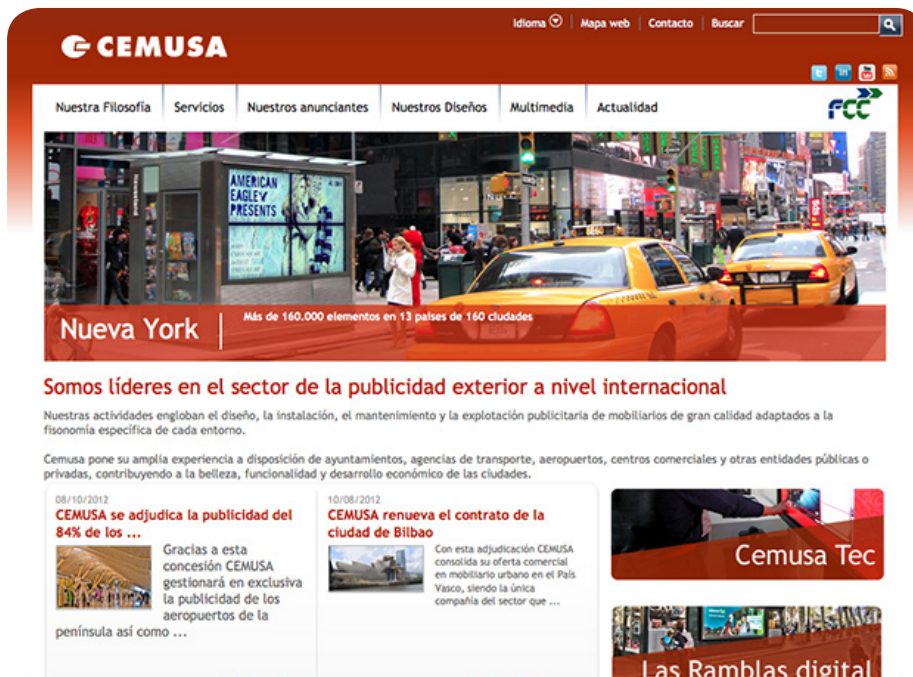 Idioma
Mapa web
Contacto
Buscar
CEMUSA
Nuestra Filosofía
Servicios
Nuestros anunciantes
Nuestros Diseños
Multimedia
Actualidad
FCC
AMERICAN
EAGLE
PRESENTS
Nueva York
Más de 160.000 elementos en 13 países de 160 ciudades
Somos líderes en el sector de la publicidad exterior a nivel internacional
Nuestras actividades engloban el diseño, la instalación, el mantenimiento y la explotación publicitaria de mobiliarios de gran calidad adaptados a la
fisonomía específica de cada entorno.
Cemusa pone su amplia experiencia a disposición de ayuntamientos, agencias de transporte, aeropuertos, centros comerciales y otras entidades públicas o
privadas, contribuyendo a la belleza, funcionalidad y desarrollo económico de las ciudades.
08/10/2012
CEMUSA se adjudica la publicidad del
84% de los ...
Gracias a esta
concesión CEMUSA
gestionará en exclusiva
la publicidad de los
aeropuertos de la
península así como ...
10/08/2012
CEMUSA renueva el contrato de la
ciudad de Bilbao
Con esta adjudicación CEMUSA
consolida su oferta comercial
en mobiliario urbano en el País
Vasco, siendo la única
compañía del sector que ...
Cemusa Tec
Las Ramblas digital